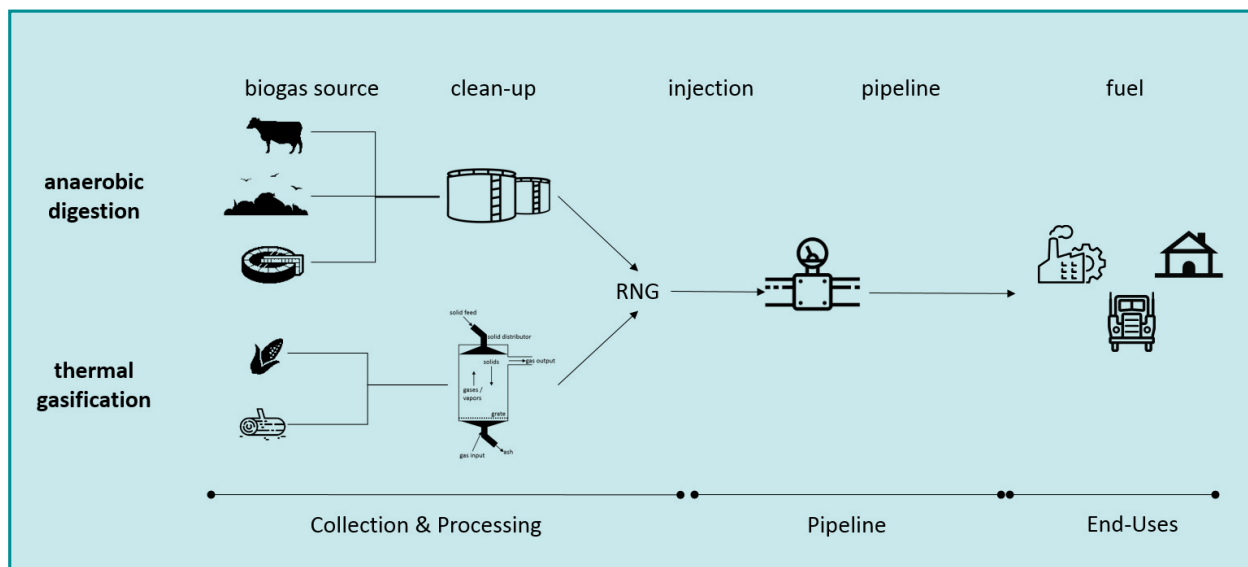 biogas source
clean-up
injection
pipeline
fuel
anaerobic
digestion
RNG
thermal
gasification
solid feed
solid distributor
solids
gas output
gases /
vapors
grate
gas input
ash
Collection & Processing
Pipeline
End-Uses